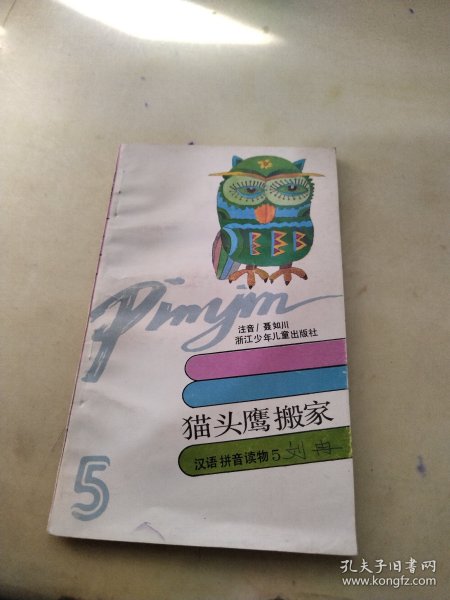 Pinyin
注音/聂如川
浙江少年儿童出版社
猫头鹰搬家
汉语拼音读物5 刘冉
5
孔夫子旧书网
www.kongfz.com